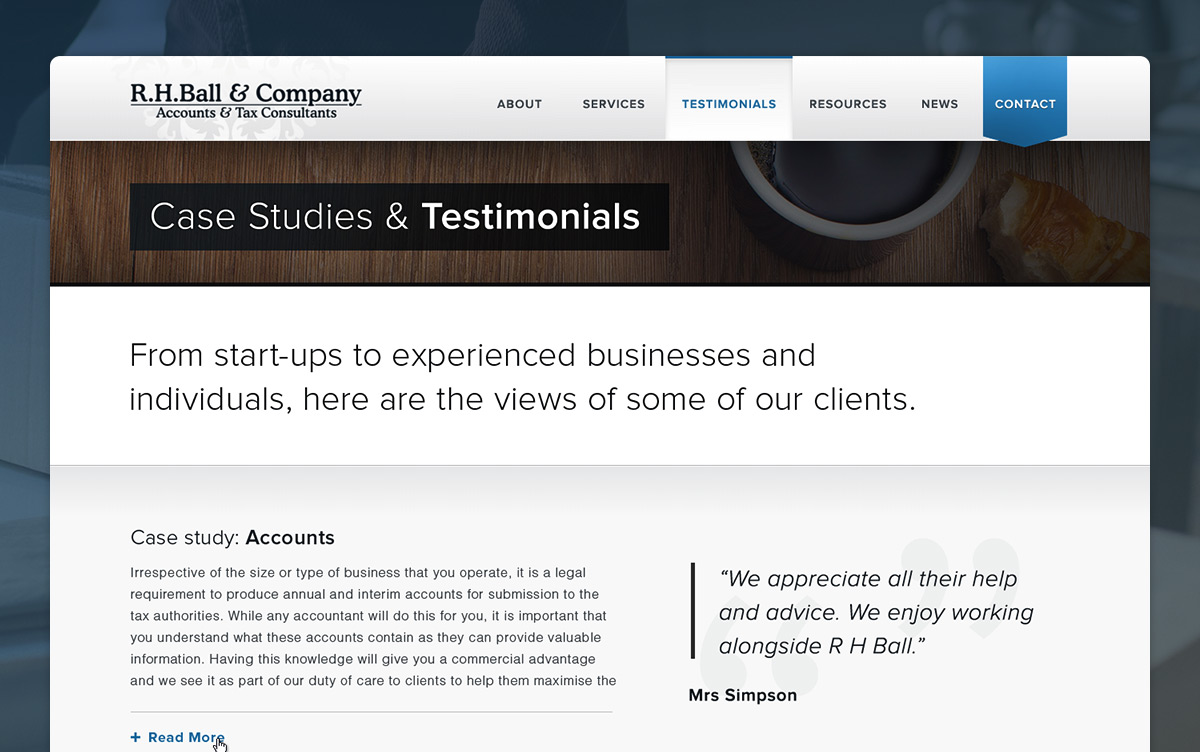 R.H.Ball & Company
Accounts & Tax Consultants
ABOUT
SERVICES
TESTIMONIALS
RESOURCES
NEWS
CONTACT
Case Studies & Testimonials
From start-ups to experienced businesses and
individuals, here are the views of some of our clients.
Case study: Accounts
Irrespective of the size or type of business that you operate, it is a legal
requirement to produce annual and interim accounts for submission to the
tax authorities. While any accountant will do this for you, it is important that
you understand what these accounts contain as they can provide valuable
information. Having this knowledge will give you a commercial advantage
and we see it as part of our duty of care to clients to help them maximise the
+ Read More
“We appreciate all their help
and advice. We enjoy working
alongside R H Ball.”
Mrs Simpson